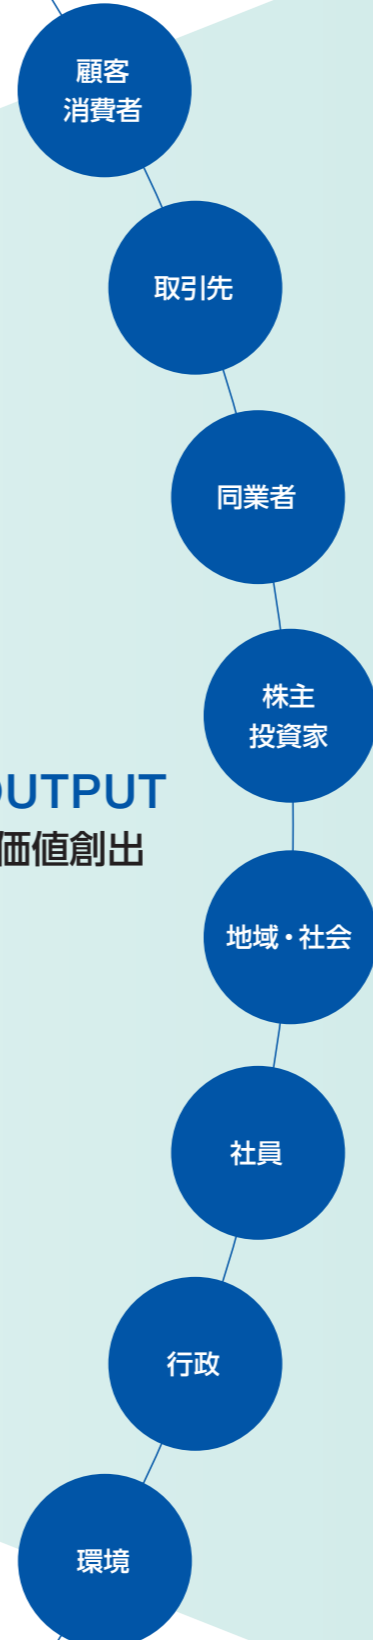 顧客
消費者
取引先
同業者
株主
投資家
OUTPUT
価値創出
地域・社会
社員
行政
環境